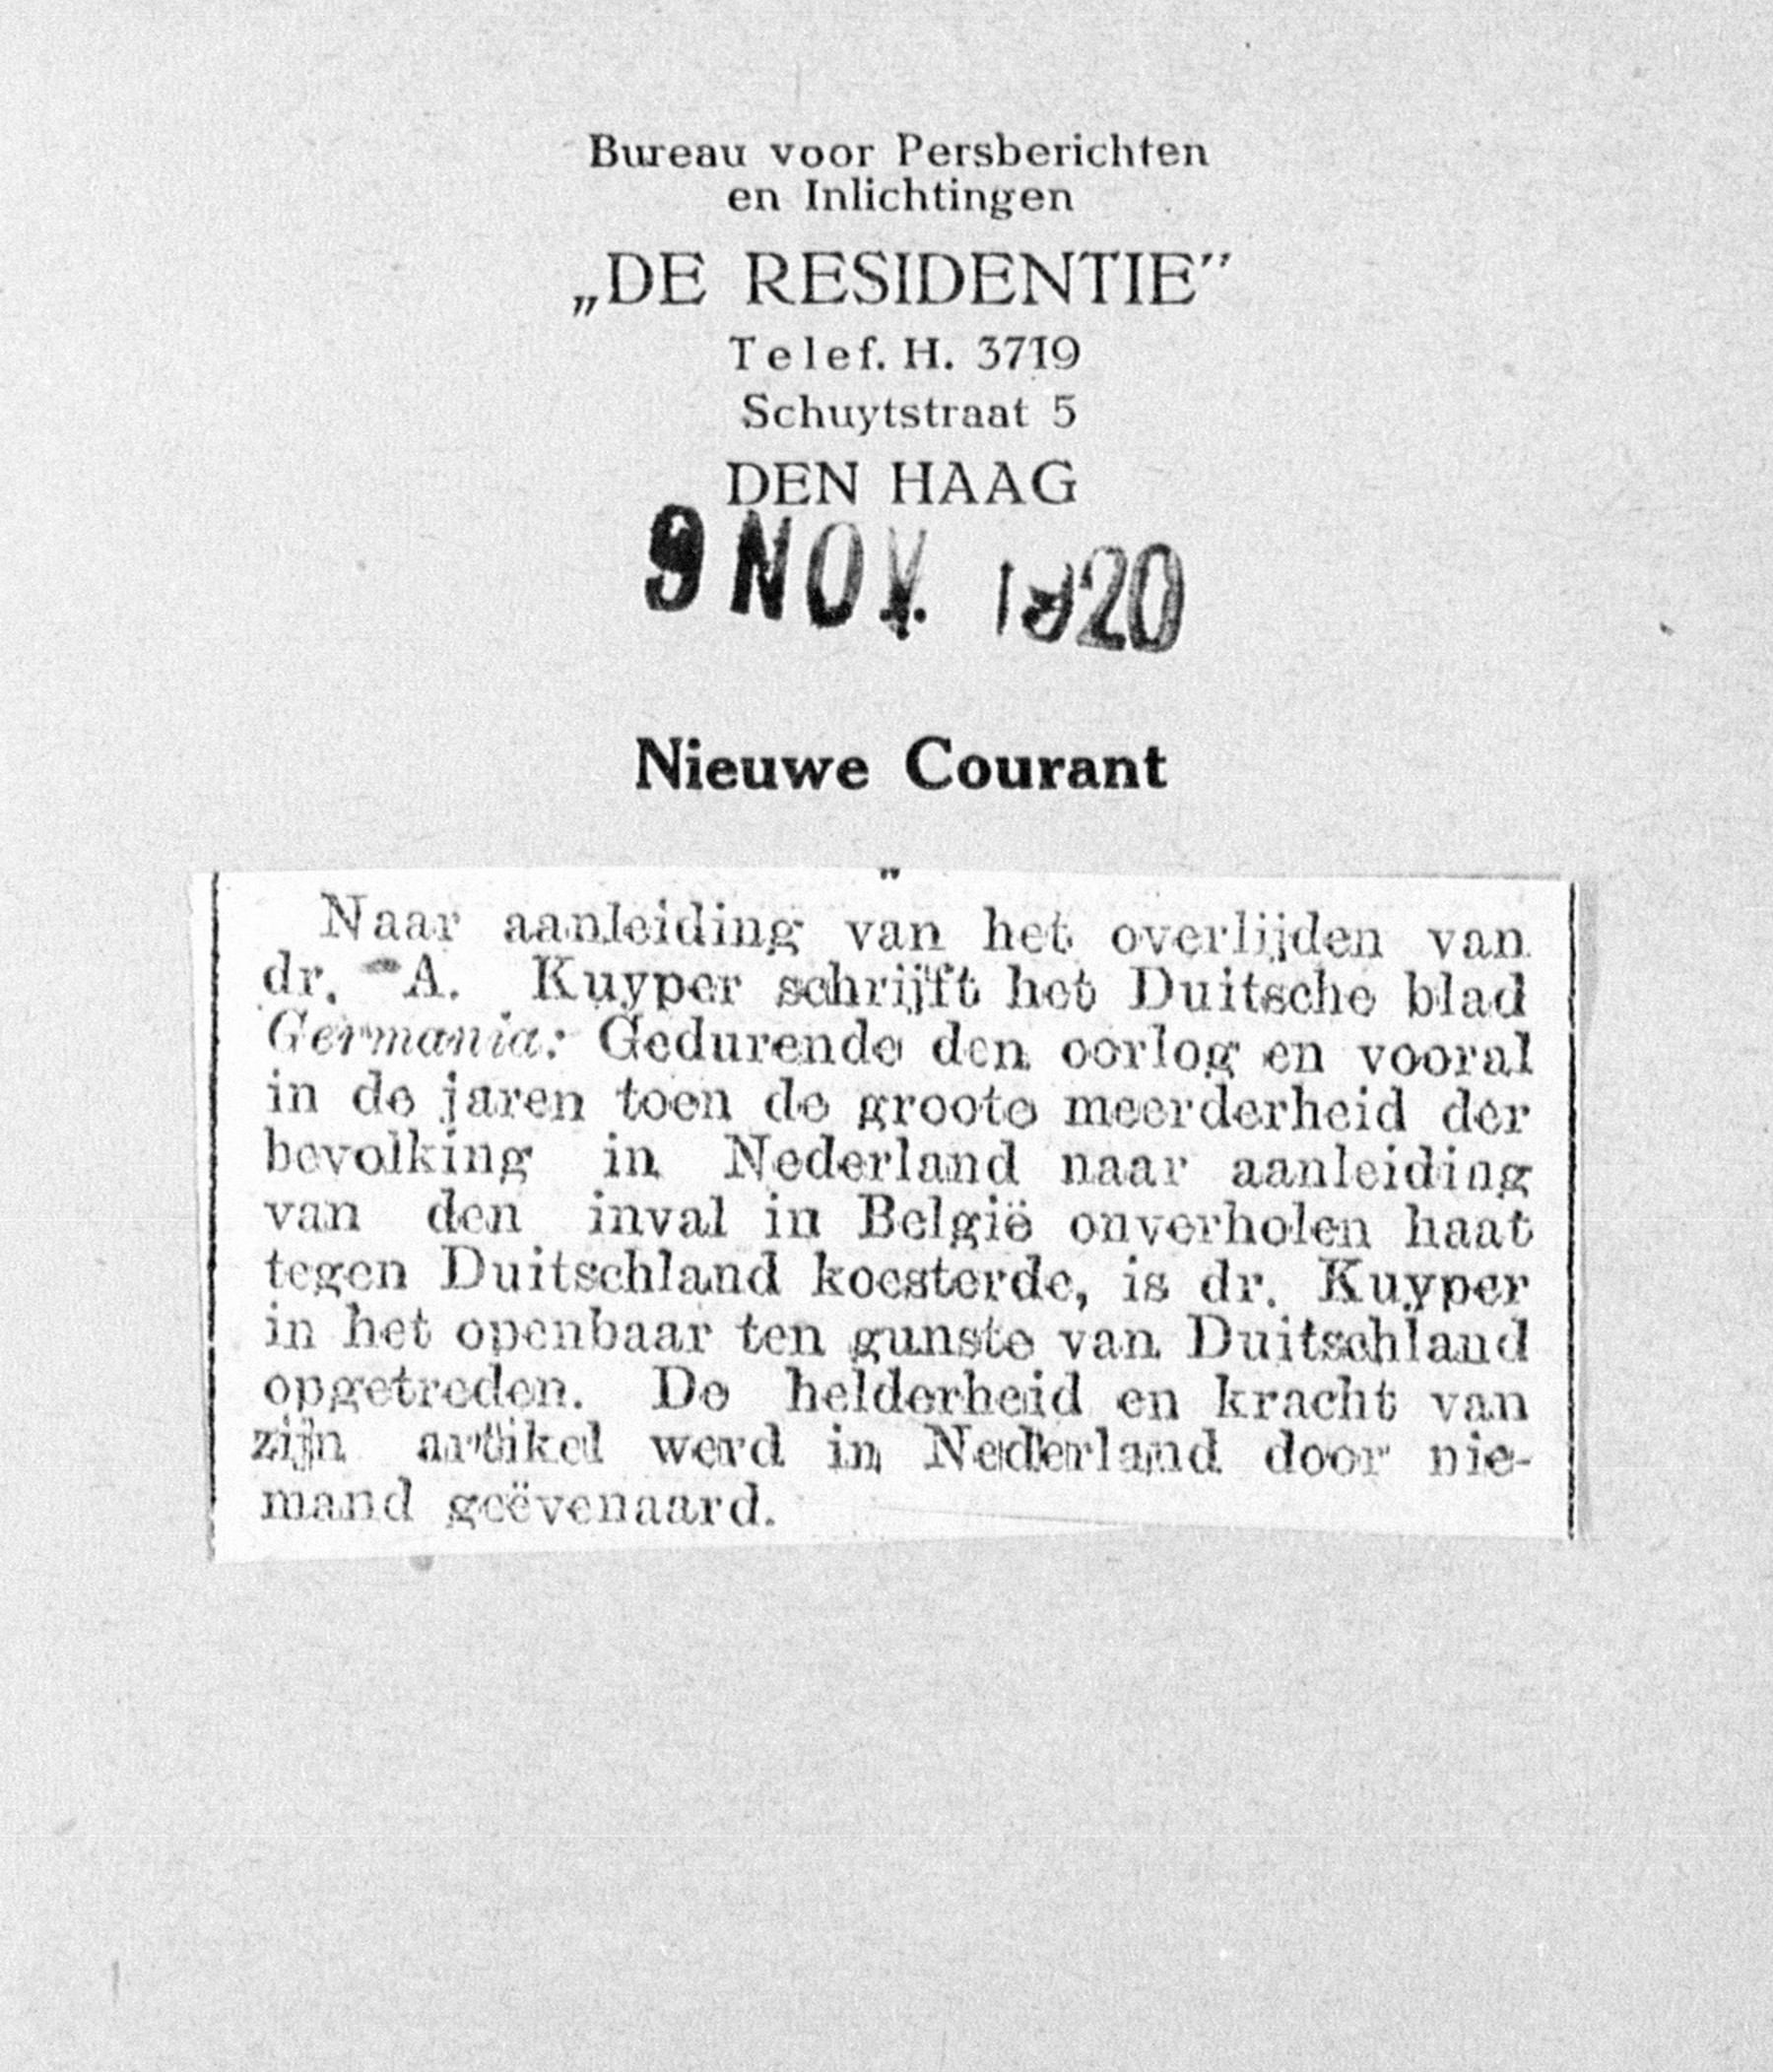 Bureau voor Persberichten
en Inlichtingen
„DE RESIDENTIE”
Telef. H. 3719
Schuytstraat 5
DEN HAAG
9 NOV. 1920
Nieuwe Courant
Naar aanleiding van het overlijden van
dr. A. Kuyper schrijft het Duitsche blad
Germania: Gedurende den oorlog en vooral
in de jaren toen de groote meerderheid der
bevolking in Nederland naar aanleiding
van den inval in België onverholen haat
tegen Duitschland koesterde, is dr. Kuyper
in het openbaar ten gunste van Duitschland
opgetreden. De helderheid en kracht van
zijn artikel werd in Nederland door nie-
mand geëvenaard.